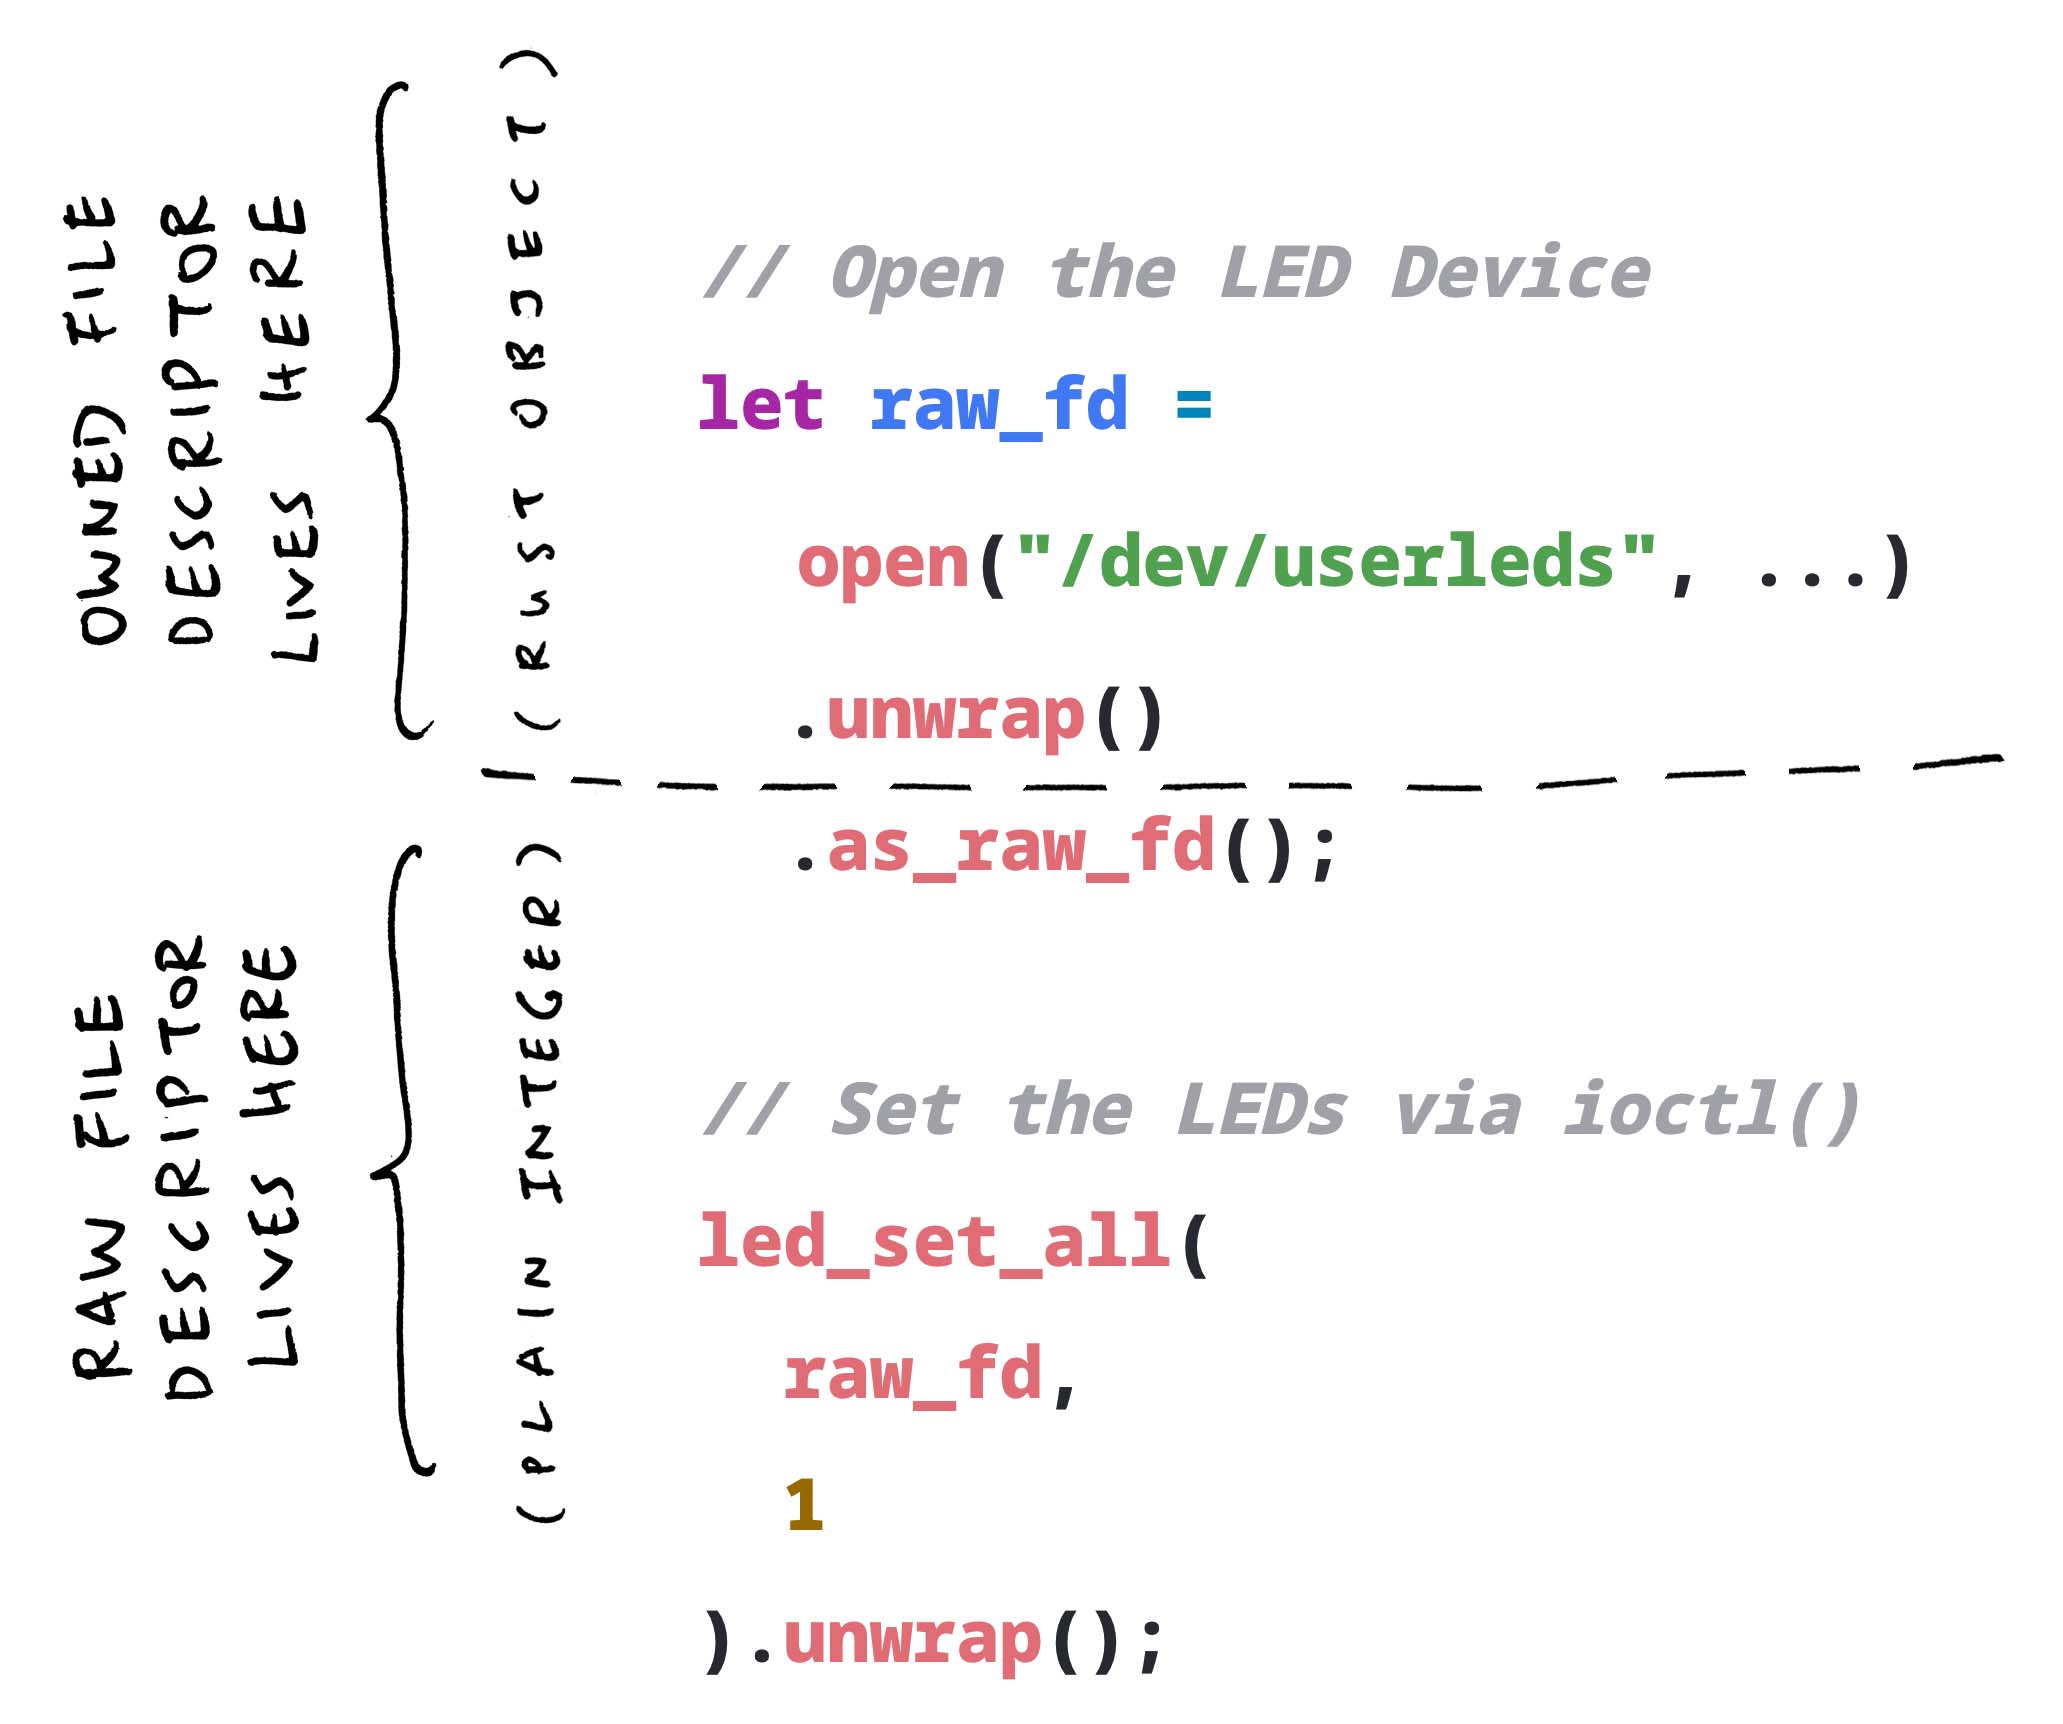 OWNED FILE
DESCRIPTOR
LIVES HERE
(RUST OBJECT)
// Open the LED Device
let raw_fd =
open("/dev/userleds", ...)
.unwrap()
.as_raw_fd();
RAW FILE
DESCRIPTOR
LIVES HERE
(PLAIN INTEGER)
// Set the LEDs via ioctl()
led_set_all(
raw_fd,
1
).unwrap();